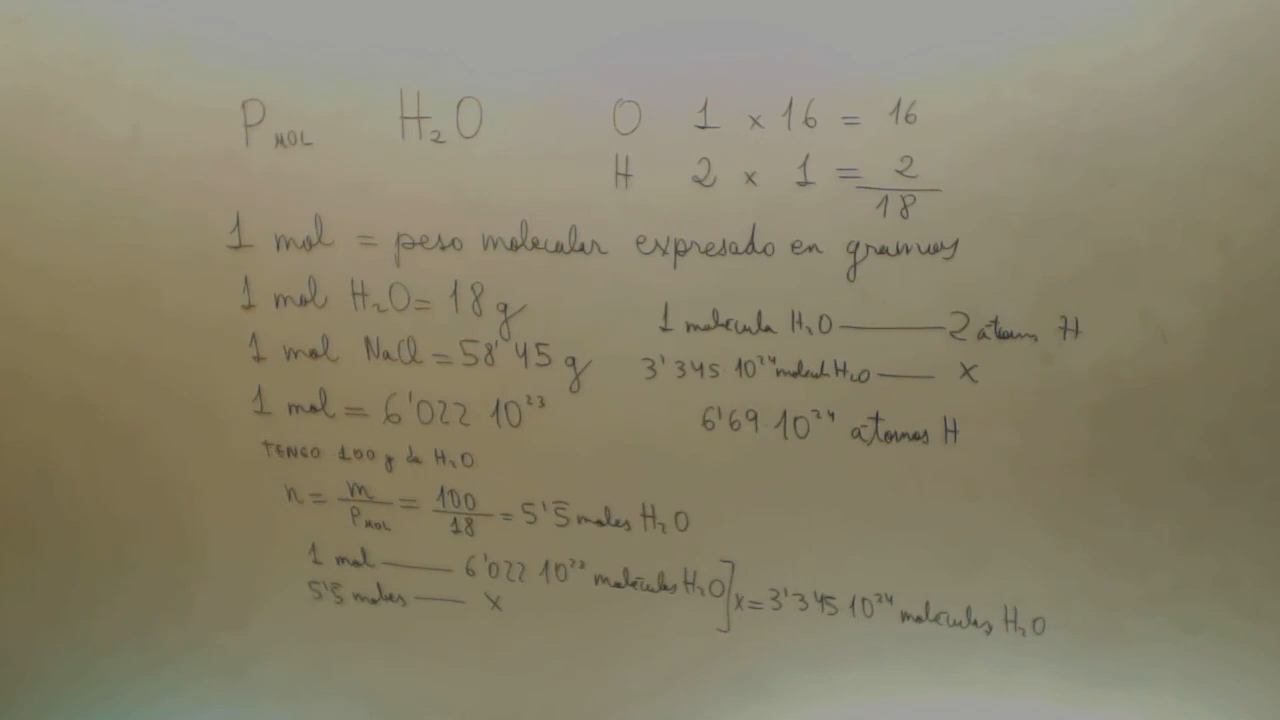 P MOL H₂O O 1 x 16 = 16
H 2 x 1 = 2
18
1 mol = peso molecular expresado en gramos
1 mol H₂O = 18 g
1 mol NaCl = 58'45 g
1 mol = 6'022 10²³
1 molécula H₂O — 2 átomos H
3'345 10²⁴ molecul H₂O — X
6'69 10²⁴ átomos H
TENGO 100 g de H₂O
n = m / P MOL = 100 / 18 = 5'5̄ moles H₂O
1 mol — 6'022 10²³ moléculas H₂O
5'5̄ moles — X ] x = 3'345 10²⁴ moléculas H₂O